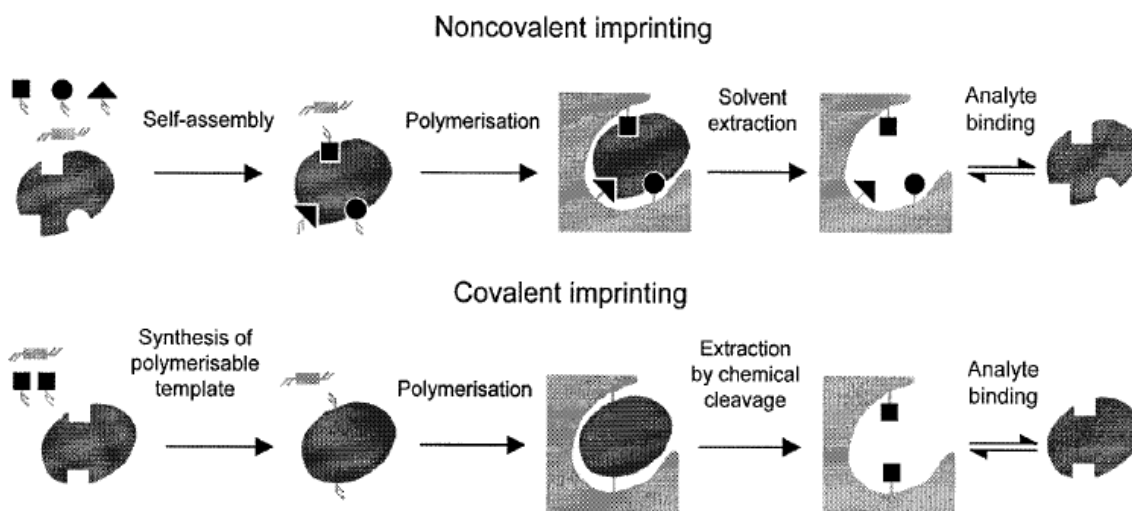 Noncovalent imprinting
Self-assembly
Polymerisation
Solvent
extraction
Analyte
binding
Covalent imprinting
Synthesis of
polymerisable
template
Polymerisation
Extraction
by chemical
cleavage
Analyte
binding